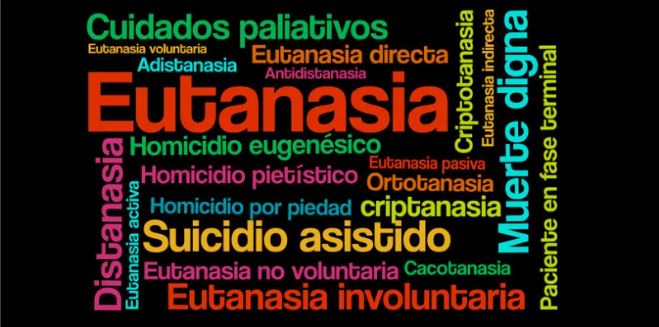 Cuidados paliativos
Eutanasia voluntaria
Eutanasia directa
Adistanasia
Antidistanasia
Eutanasia
Criptotanasia
Eutanasia indirecta
Muerte digna
Paciente en fase terminal
Distanasia
Eutanasia activa
Homicidio eugenésico
Eutanasia pasiva
Homicidio pietístico
Ortotanasia
Homicidio por piedad
criptanasia
Suicidio asistido
Eutanasia no voluntaria
Cacotanasia
Eutanasia involuntaria